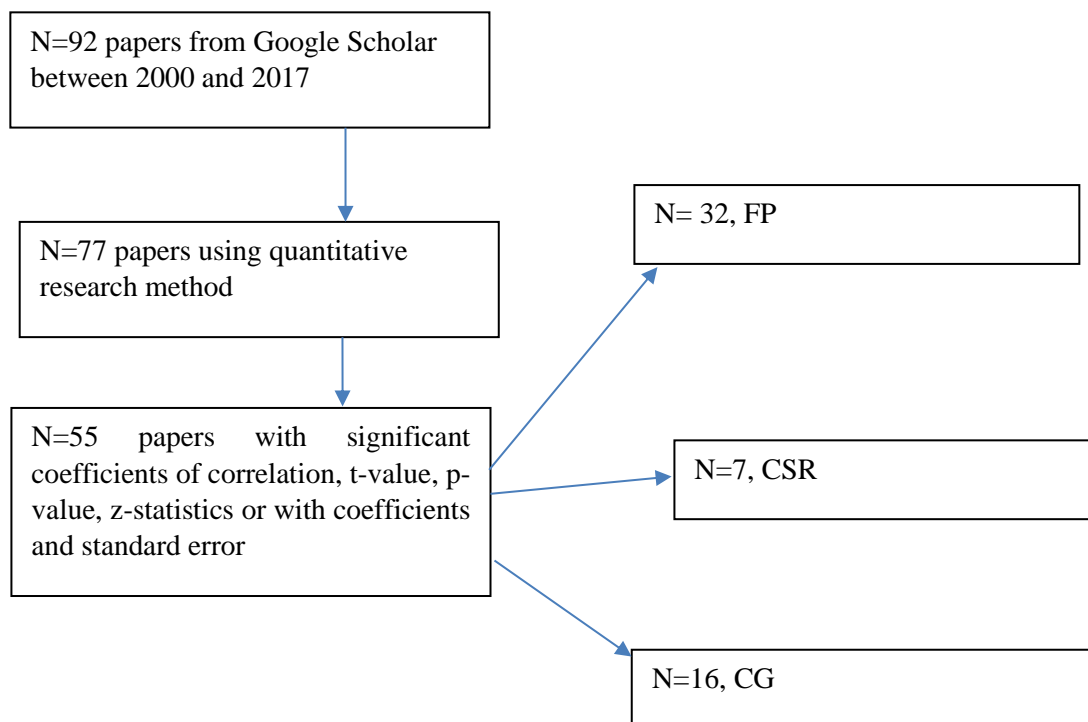 N=92 papers from Google Scholar
between 2000 and 2017
N=77 papers using quantitative
research method
N=55 papers with significant
coefficients of correlation, t-value, p-
value, z-statistics or with coefficients
and standard error
N= 32, FP
N=7, CSR
N=16, CG